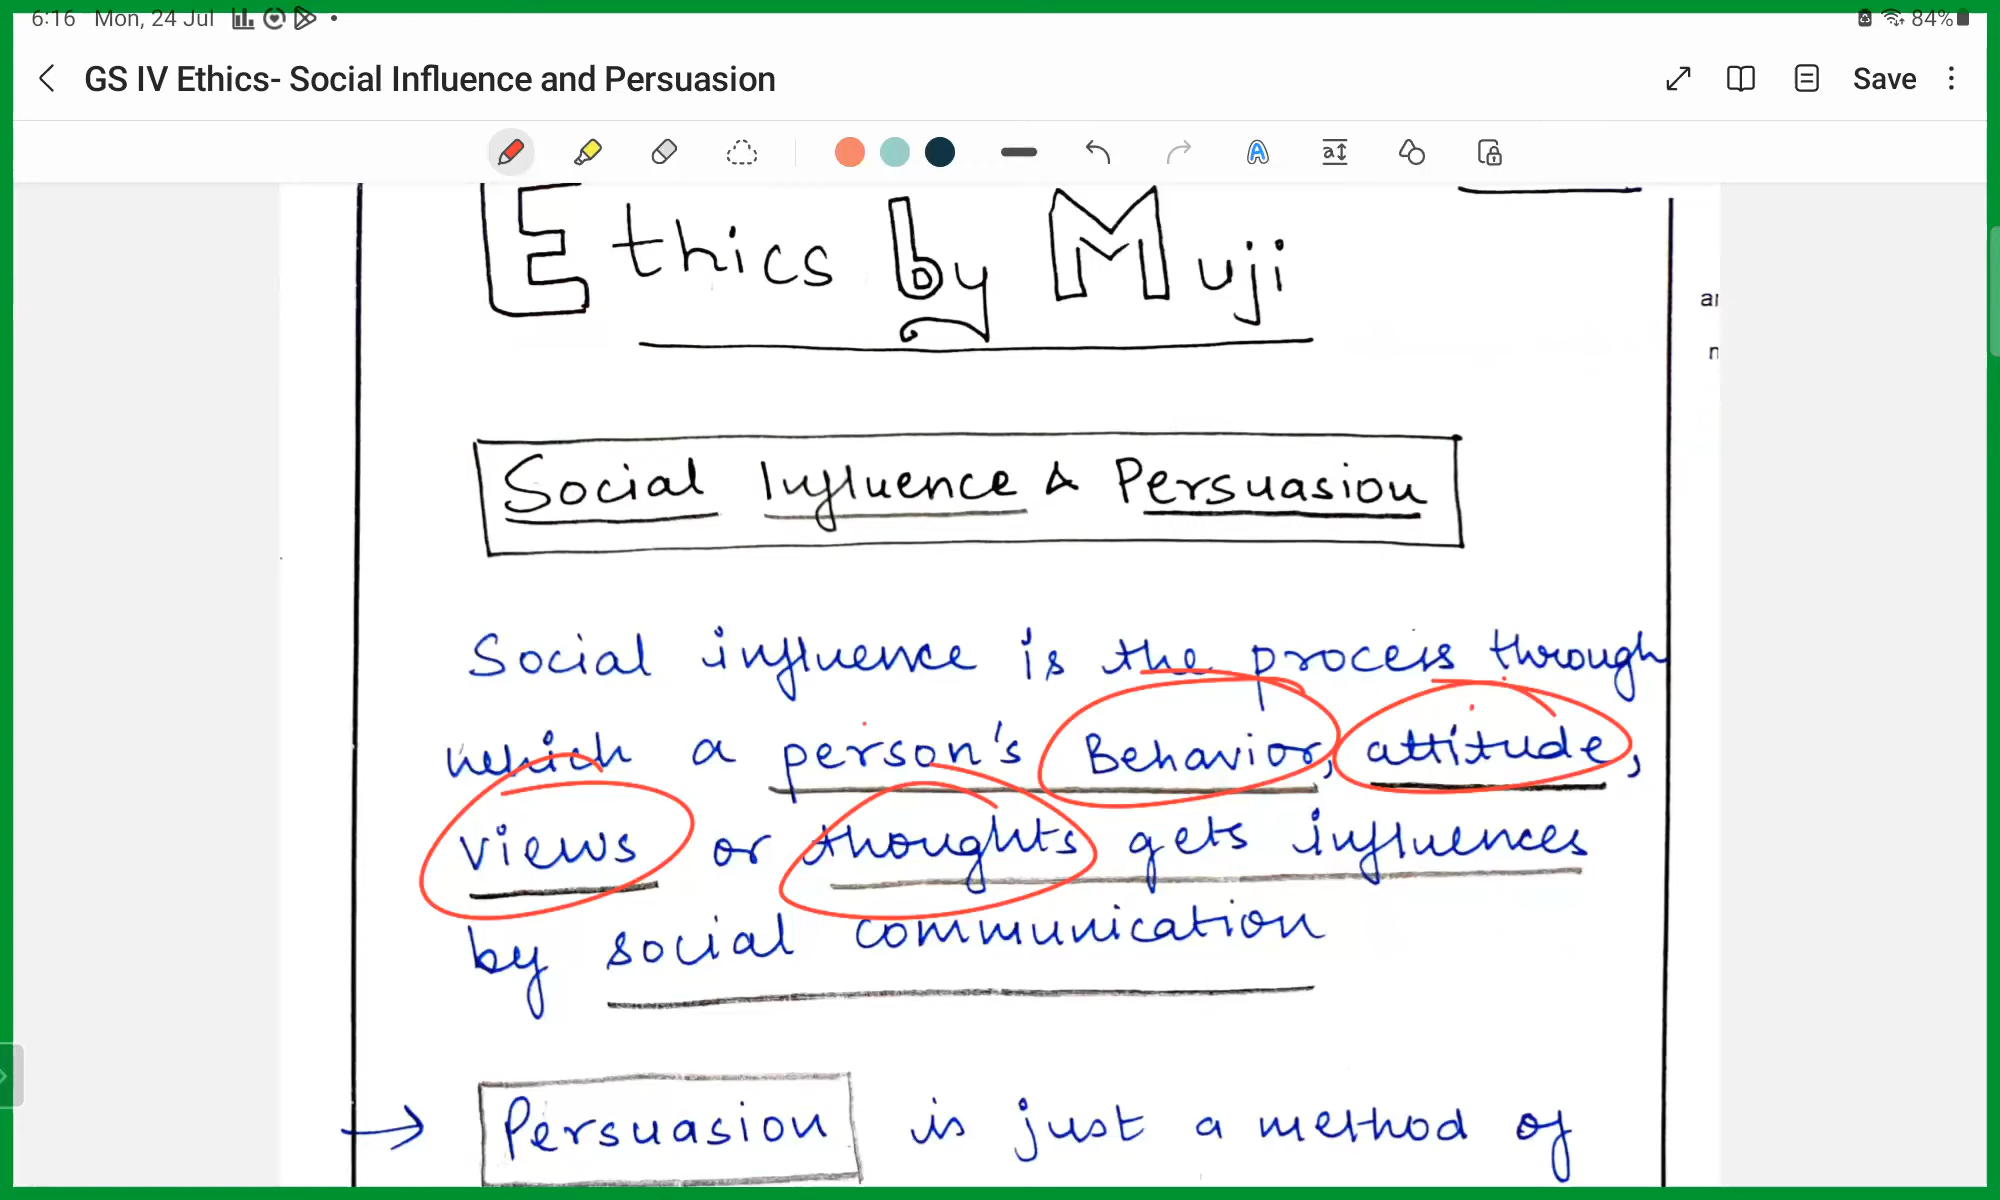 6:16 Mon, 24 Jul 84%
GS IV Ethics- Social Influence and Persuasion Save
Ethics by Muji
ar
n
Social Influence & Persuasion
Social influence is the process through
which a person's Behavior, attitude,
views or thoughts gets influences
by social communication
→ Persuasion is just a method of